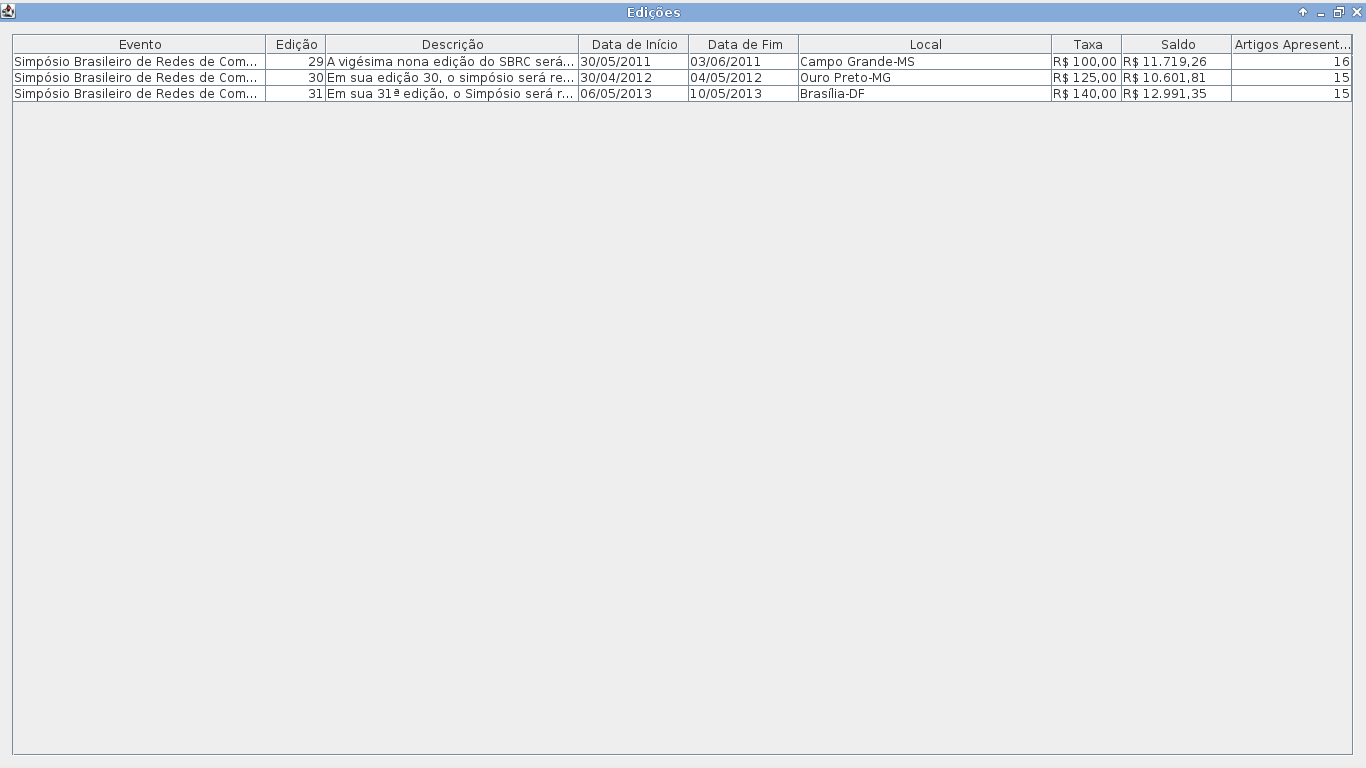 Edições
Evento Edição Descrição Data de Início Data de Fim Local Taxa Saldo Artigos Apresent...
Simpósio Brasileiro de Redes de Com... 29 A vigésima nona edição do SBRC será... 30/05/2011 03/06/2011 Campo Grande-MS R$ 100,00 R$ 11.719,26 16
Simpósio Brasileiro de Redes de Com... 30 Em sua edição 30, o simpósio será re... 30/04/2012 04/05/2012 Ouro Preto-MG R$ 125,00 R$ 10.601,81 15
Simpósio Brasileiro de Redes de Com... 31 Em sua 31ª edição, o Simpósio será r... 06/05/2013 10/05/2013 Brasília-DF R$ 140,00 R$ 12.991,35 15